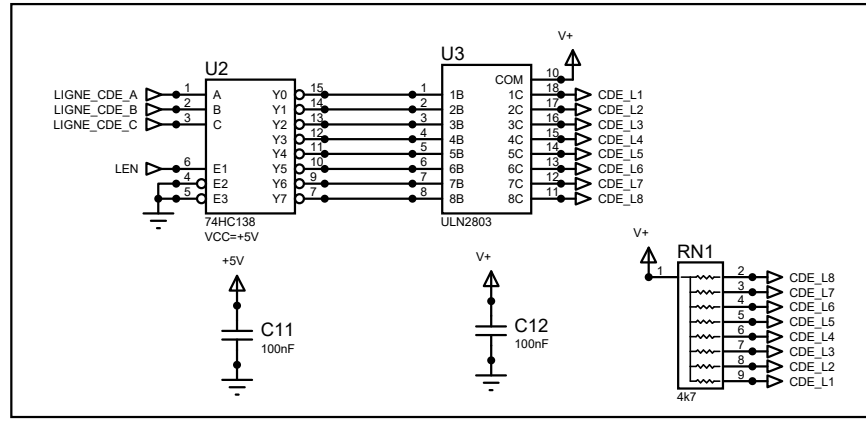 U2
LIGNE_CDE_A 1 A Y0 15
LIGNE_CDE_B 2 B Y1 14
LIGNE_CDE_C 3 C Y2 13
Y3 12
Y4 11
LEN 6 E1 Y5 10
4 E2 Y6 9
5 E3 Y7 7
74HC138
VCC=+5V
U3
V+
COM 10
1 1B 1C 18 CDE_L1
2 2B 2C 17 CDE_L2
3 3B 3C 16 CDE_L3
4 4B 4C 15 CDE_L4
5 5B 5C 14 CDE_L5
6 6B 6C 13 CDE_L6
7 7B 7C 12 CDE_L7
8 8B 8C 11 CDE_L8
ULN2803
+5V
C11
100nF
V+
C12
100nF
V+
RN1
1 2 CDE_L8
3 CDE_L7
4 CDE_L6
5 CDE_L5
6 CDE_L4
7 CDE_L3
8 CDE_L2
9 CDE_L1
4k7